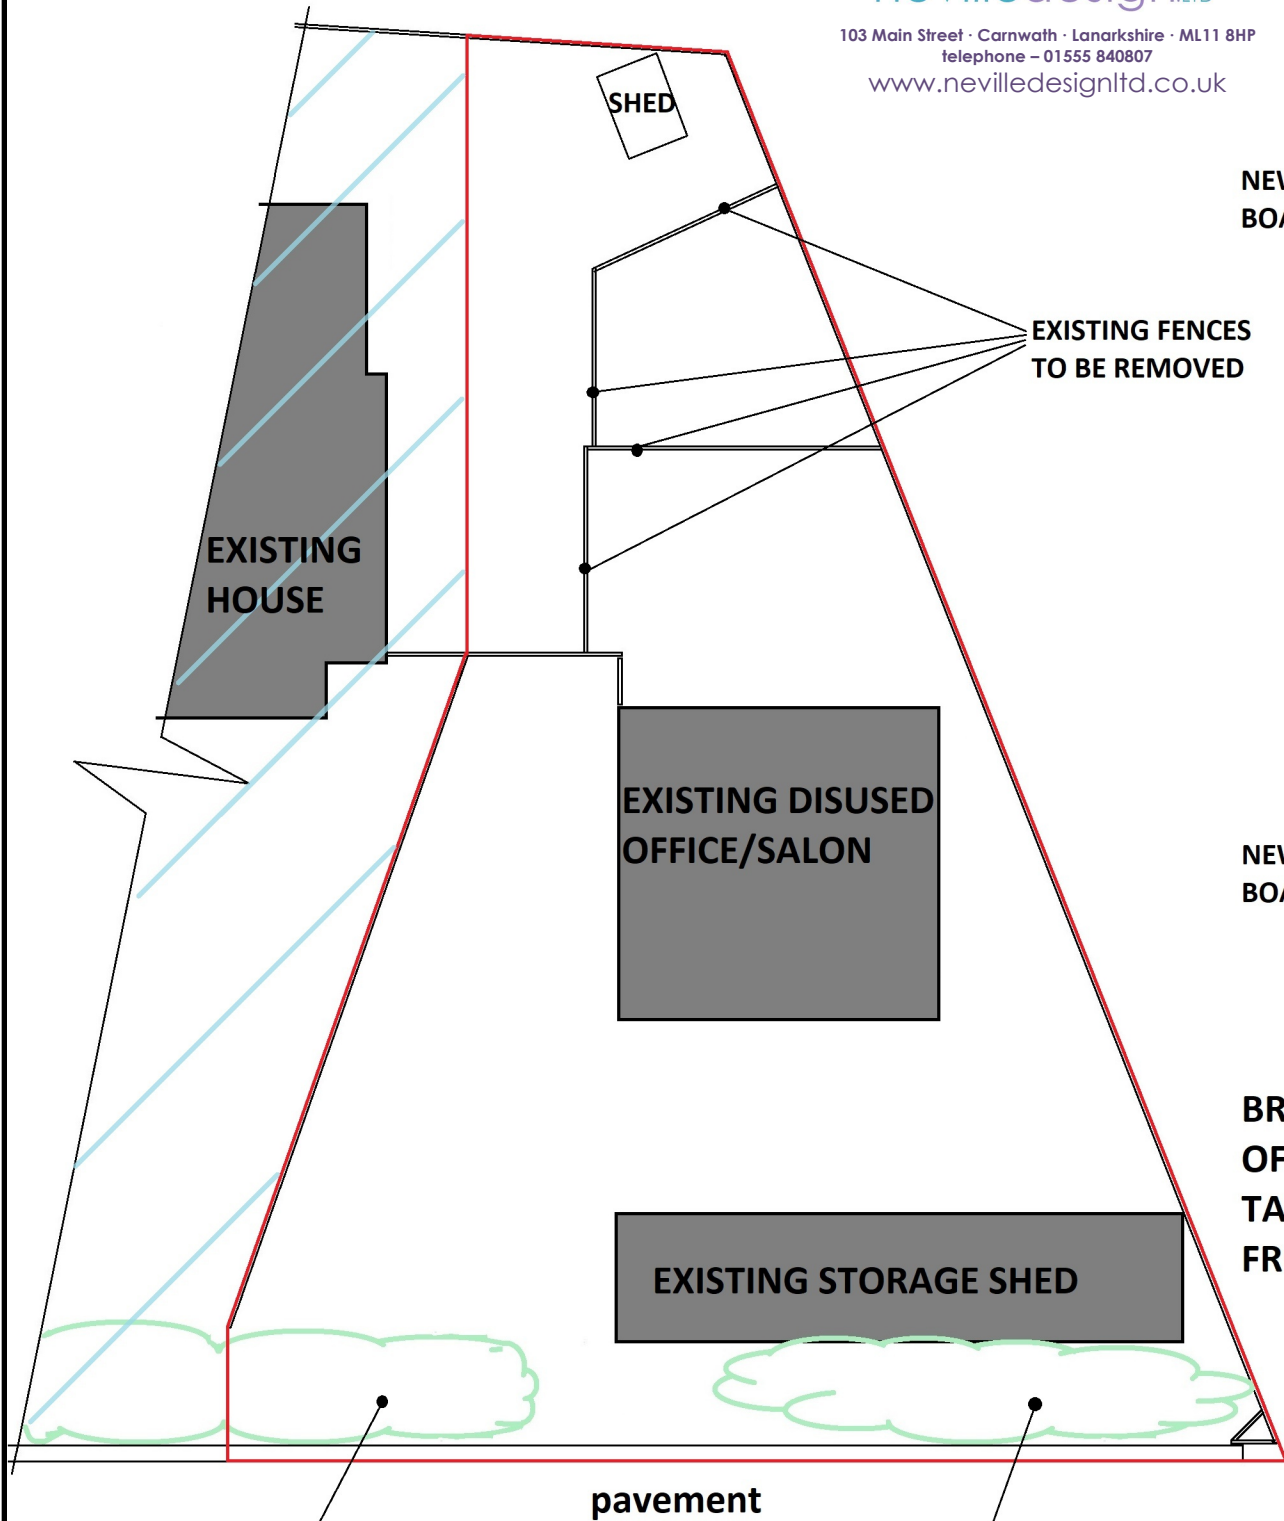 nevilledesign
103 Main Street · Carnwath · Lanarkshire · ML11 8HP
telephone – 01555 840807
www.nevilledesignltd.co.uk
SHED
EXISTING FENCES
TO BE REMOVED
EXISTING
HOUSE
EXISTING DISUSED
OFFICE/SALON
EXISTING STORAGE SHED
pavement